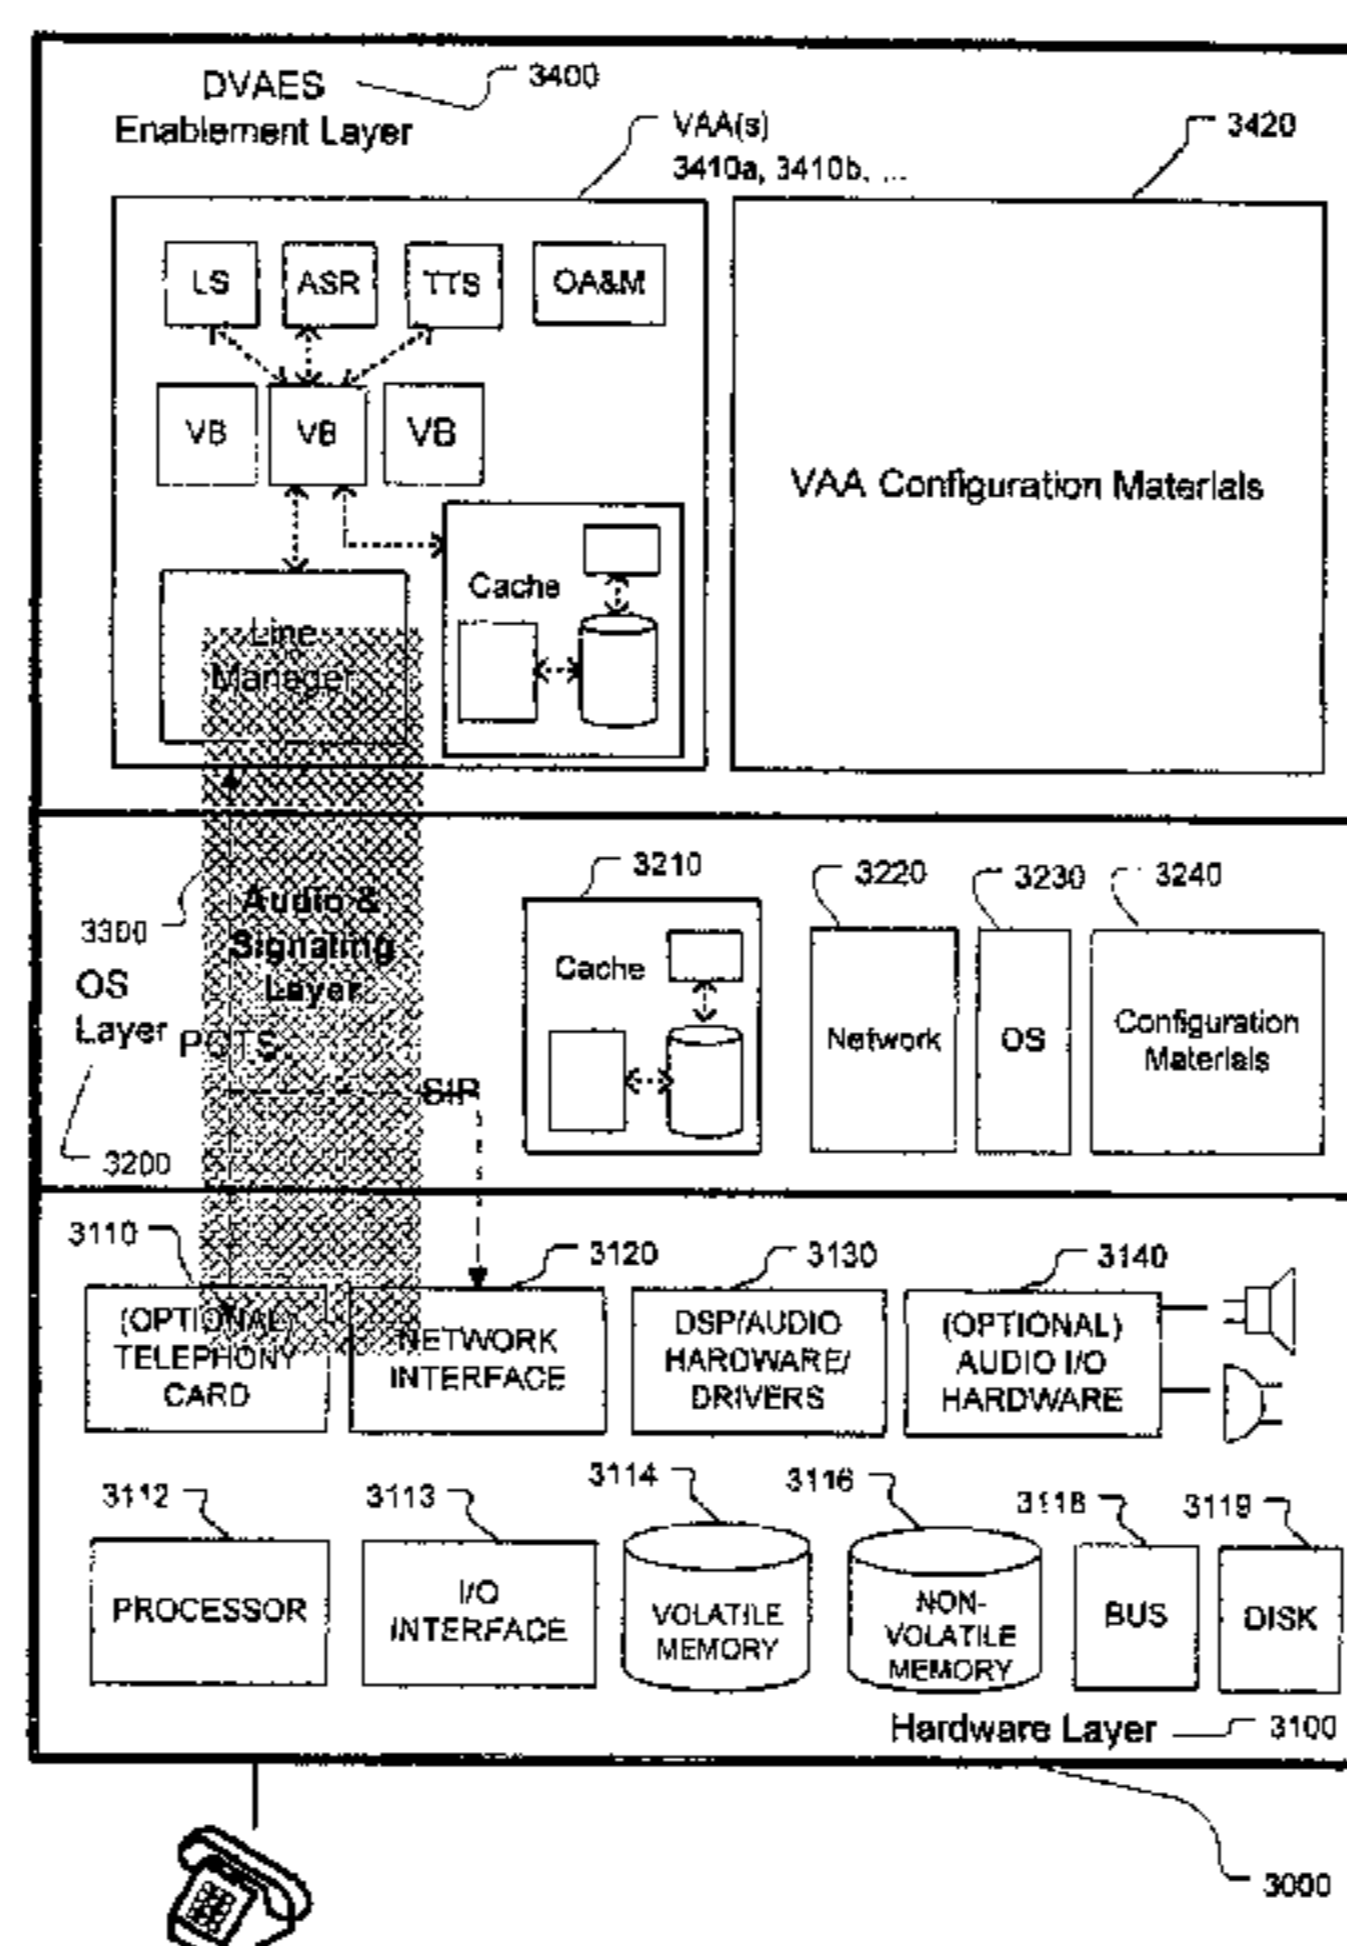 DVAES
Enablement Layer
3400
VAA(s)
3410a, 3410b, ...
3420
LS
ASR
TTS
OA&M
VB
VB
VB
VAA Configuration Materials
Cache
Line
Manager
3300
Audio &
Signaling
Layer
OS
Layer
POTS
SIP
3200
3210
Cache
3220
Network
3230
OS
3240
Configuration
Materials
3110
(OPTIONAL)
TELEPHONY
CARD
3120
NETWORK
INTERFACE
3130
DSP/AUDIO
HARDWARE/
DRIVERS
3140
(OPTIONAL)
AUDIO I/O
HARDWARE
3112
PROCESSOR
3113
I/O
INTERFACE
3114
VOLATILE
MEMORY
3116
NON-
VOLATILE
MEMORY
3118
BUS
3119
DISK
Hardware Layer
3100
3000